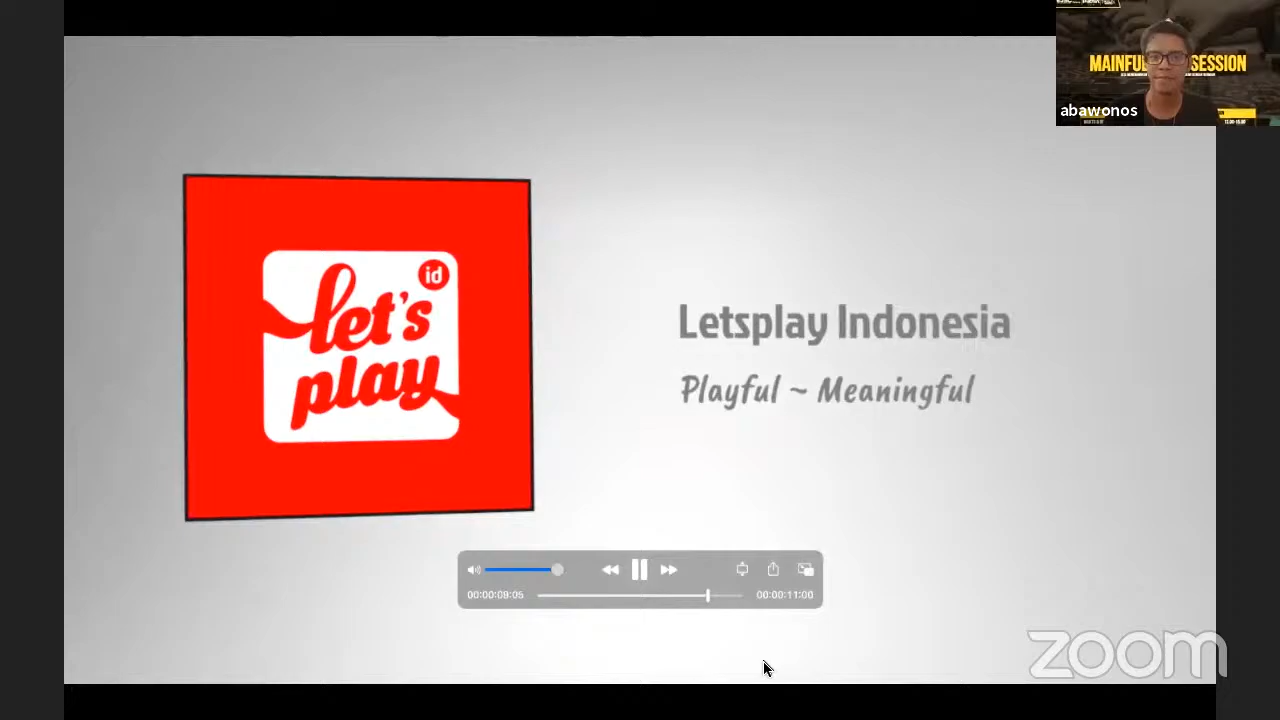 SESSION
abawonos
id
let's
play
Letsplay Indonesia
Playful ~ Meaningful
00:00:09:05
00:00:11:00
zoom